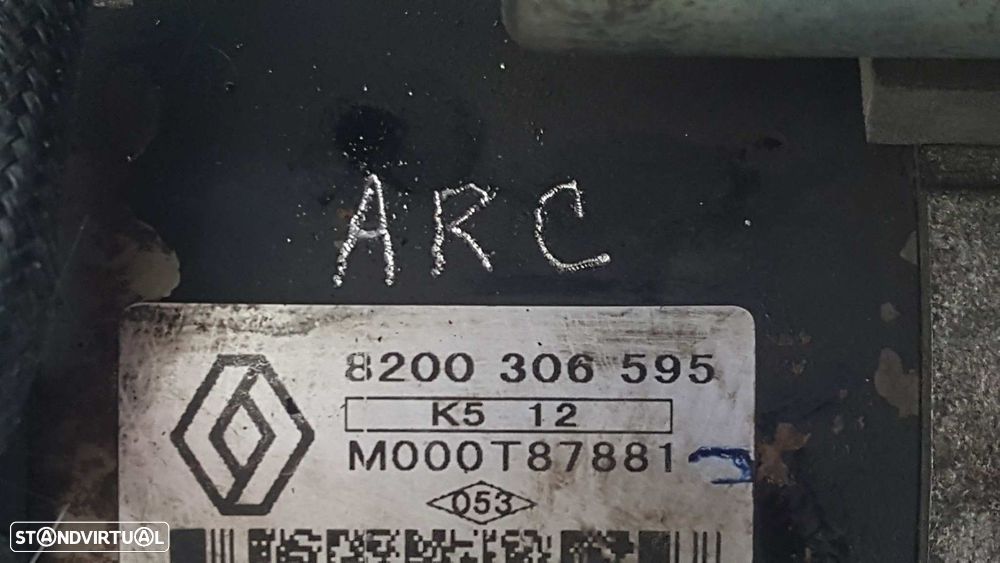 ARC
8200 306 595
K5 12
M000T87881
053
STANDVIRTUAL